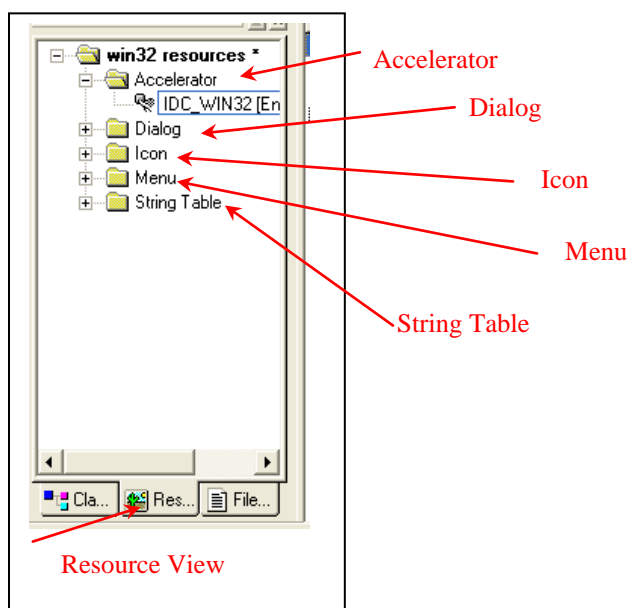 win32 resources *
Accelerator
IDC_WIN32 [En
Dialog
Icon
Menu
String Table
Accelerator
Dialog
Icon
Menu
String Table
Cla...
Res...
File...
Resource View